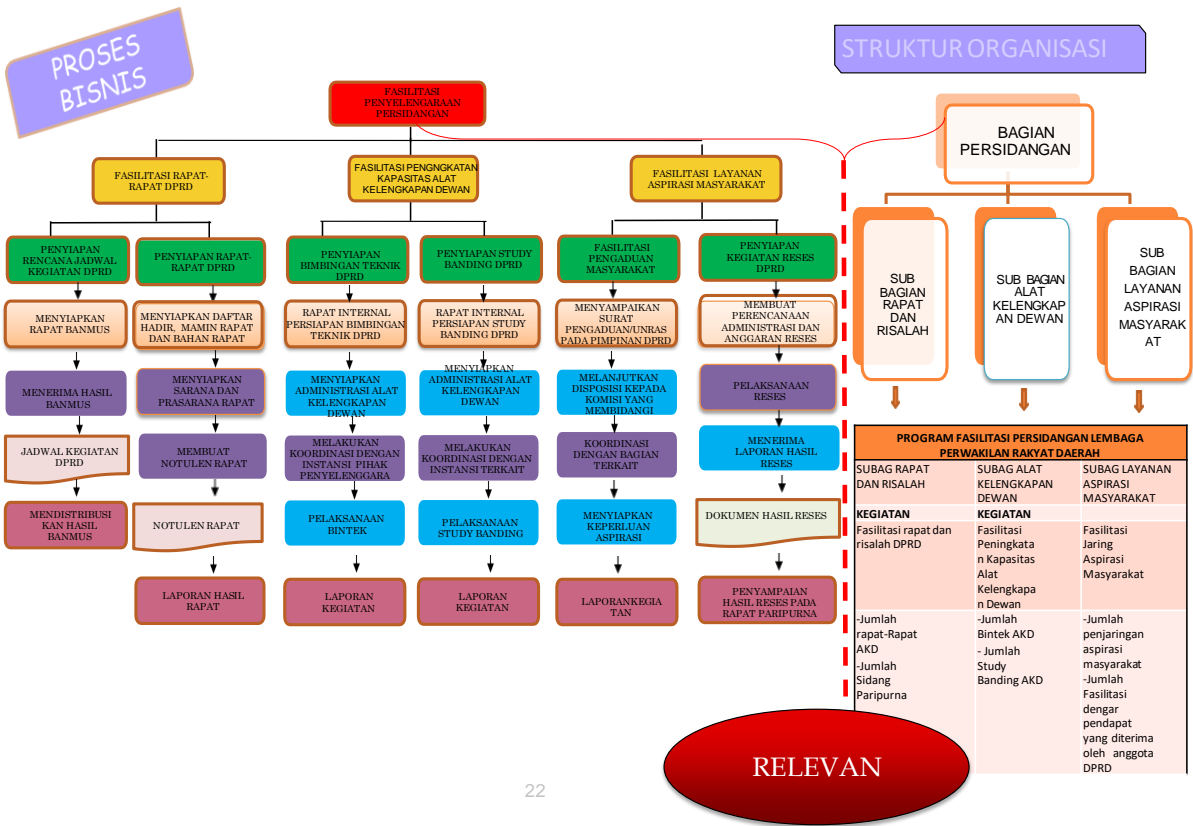 PROSES
BISNIS
STRUKTUR ORGANISASI
FASILITASI
PENYELENGARAAN
PERSIDANGAN
FASILITASI RAPAT-
RAPAT DPRD
FASILITASI PENGNGKATAN
KAPASITAS ALAT
KELENGKAPAN DEWAN
FASILITASI LAYANAN
ASPIRASI MASYARAKAT
PENYIAPAN
RENCANA JADWAL
KEGIATAN DPRD
PENYIAPAN RAPAT-
RAPAT DPRD
PENYIAPAN
BIMBINGAN TEKNIK
DPRD
PENYIAPAN STUDY
BANDING DPRD
FASILITASI
PENGADUAN
MASYARAKAT
PENYIAPAN
KEGIATAN RESES
DPRD
MENYIAPKAN
RAPAT BANMUS
MENYIAPKAN DAFTAR
HADIR, MAMIN RAPAT
DAN BAHAN RAPAT
RAPAT INTERNAL
PERSIAPAN BIMBINGAN
TEKNIK DPRD
RAPAT INTERNAL
PERSIAPAN STUDY
BANDING DPRD
MENYAMPAIKAN
SURAT
PENGADUAN/UNRAS
PADA PIMPINAN DPRD
MEMBUAT
PERENCANAAN
ADMINISTRASI DAN
ANGGARAN RESES
MENERIMA HASIL
BANMUS
MENYIAPKAN
SARANA DAN
PRASARANA RAPAT
MENYIAPKAN
ADMINISTRASI ALAT
KELENGKAPAN
DEWAN
MENYIAPKAN
ADMINISTRASI ALAT
KELENGKAPAN
DEWAN
MELANJUTKAN
DISPOSISI KEPADA
KOMISI YANG
MEMBIDANGI
PELAKSANAAN
RESES
JADWAL KEGIATAN
DPRD
MEMBUAT
NOTULEN RAPAT
MELAKUKAN
KOORDINASI DENGAN
INSTANSI PIHAK
PENYELENGGARA
MELAKUKAN
KOORDINASI DENGAN
INSTANSI TERKAIT
KOORDINASI
DENGAN BAGIAN
TERKAIT
MENERIMA
LAPORAN HASIL
RESES
MENDISTRIBUSI
KAN HASIL
BANMUS
NOTULEN RAPAT
PELAKSANAAN
BINTEK
PELAKSANAAN
STUDY BANDING
MENYIAPKAN
KEPERLUAN
ASPIRASI
DOKUMEN HASIL RESES
LAPORAN HASIL
RAPAT
LAPORAN
KEGIATAN
LAPORAN
KEGIATAN
LAPORANKEGIA
TAN
PENYAMPAIAN
HASIL RESES PADA
RAPAT PARIPURNA
BAGIAN
PERSIDANGAN
SUB
BAGIAN
RAPAT
DAN
RISALAH
SUB BAGIAN
ALAT
KELENGKAP
AN DEWAN
SUB
BAGIAN
LAYANAN
ASPIRASI
MASYARAK
AT
PROGRAM FASILITASI PERSIDANGAN LEMBAGA
PERWAKILAN RAKYAT DAERAH
SUBAG RAPAT
DAN RISALAH
SUBAG ALAT
KELENGKAPAN
DEWAN
SUBAG LAYANAN
ASPIRASI
MASYARAKAT
KEGIATAN
KEGIATAN
Fasilitasi rapat dan
risalah DPRD
Fasilitasi
Peningkata
n Kapasitas
Alat
Kelengkapa
n Dewan
Fasilitasi
Jaring
Aspirasi
Masyarakat
-Jumlah
rapat-Rapat
AKD
-Jumlah
Sidang
Paripurna
-Jumlah
Bintek AKD
- Jumlah
Study
Banding AKD
-Jumlah
penjaringan
aspirasi
masyarakat
-Jumlah
Fasilitasi
dengar
pendapat
yang diterima
oleh anggota
DPRD
RELEVAN
22